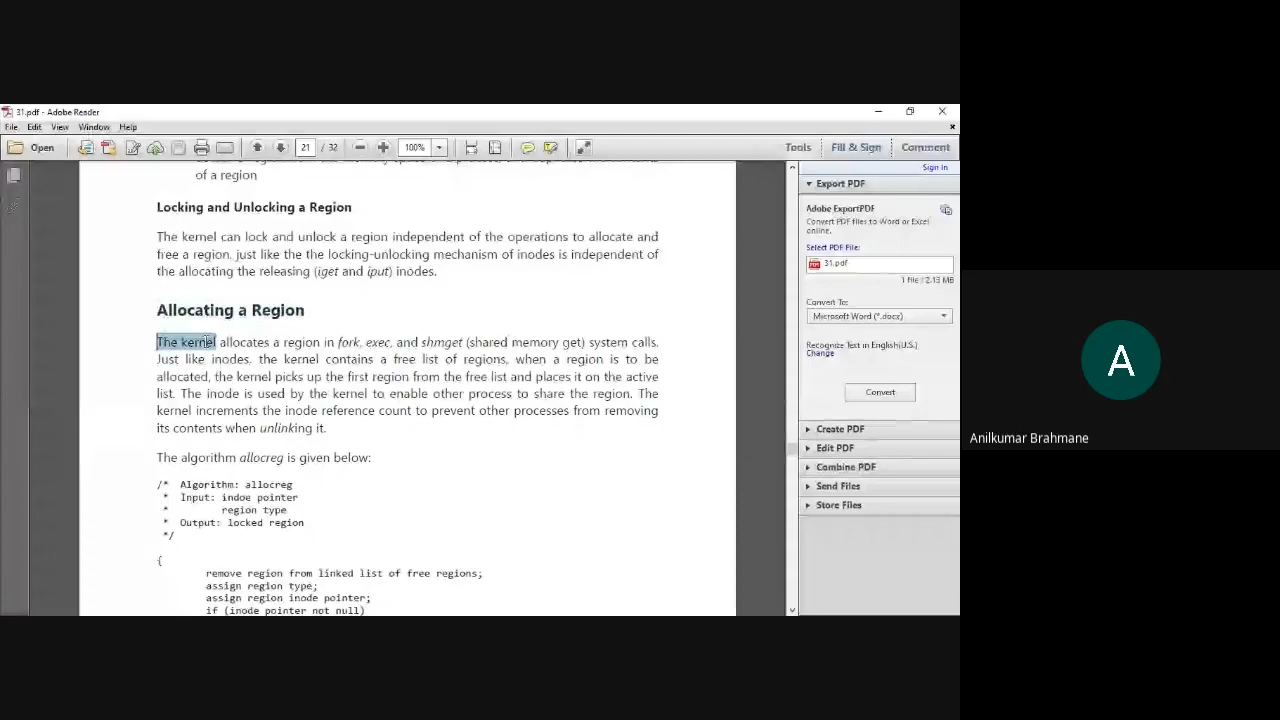 31.pdf - Adobe Reader
File Edit View Window Help
Open 21 / 32 100% Tools Fill & Sign Comment
of a region
Locking and Unlocking a Region
The kernel can lock and unlock a region independent of the operations to allocate and
free a region, just like the the locking-unlocking mechanism of inodes is independent of
the allocating the releasing (iget and iput) inodes.
Allocating a Region
The kernel allocates a region in fork, exec, and shmget (shared memory get) system calls.
Just like inodes, the kernel contains a free list of regions, when a region is to be
allocated, the kernel picks up the first region from the free list and places it on the active
list. The inode is used by the kernel to enable other process to share the region. The
kernel increments the inode reference count to prevent other processes from removing
its contents when unlinking it.
The algorithm allocreg is given below:
/* Algorithm: allocreg
* Input: indoe pointer
* region type
* Output: locked region
*/
{
remove region from linked list of free regions;
assign region type;
assign region inode pointer;
if (inode pointer not null)
Sign In
Export PDF
Adobe ExportPDF
Convert PDF files to Word or Excel
online.
Select PDF File:
31.pdf
1 file / 2.13 MB
Convert To:
Microsoft Word (*.docx)
Recognize Text in English(U.S.)
Change
Convert
Create PDF
Edit PDF
Combine PDF
Send Files
Store Files
A
Anilkumar Brahmane